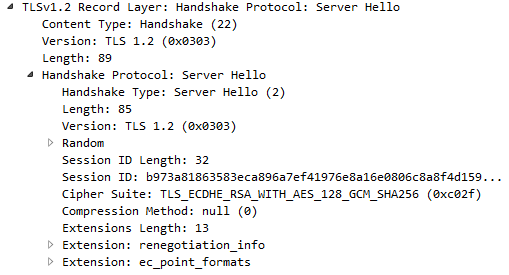 TLSv1.2 Record Layer: Handshake Protocol: Server Hello
Content Type: Handshake (22)
Version: TLS 1.2 (0x0303)
Length: 89
Handshake Protocol: Server Hello
Handshake Type: Server Hello (2)
Length: 85
Version: TLS 1.2 (0x0303)
Random
Session ID Length: 32
Session ID: b973a81863583eca896a7ef41976e8a16e0806c8a8f4d159...
Cipher Suite: TLS_ECDHE_RSA_WITH_AES_128_GCM_SHA256 (0xc02f)
Compression Method: null (0)
Extensions Length: 13
Extension: renegotiation_info
Extension: ec_point_formats